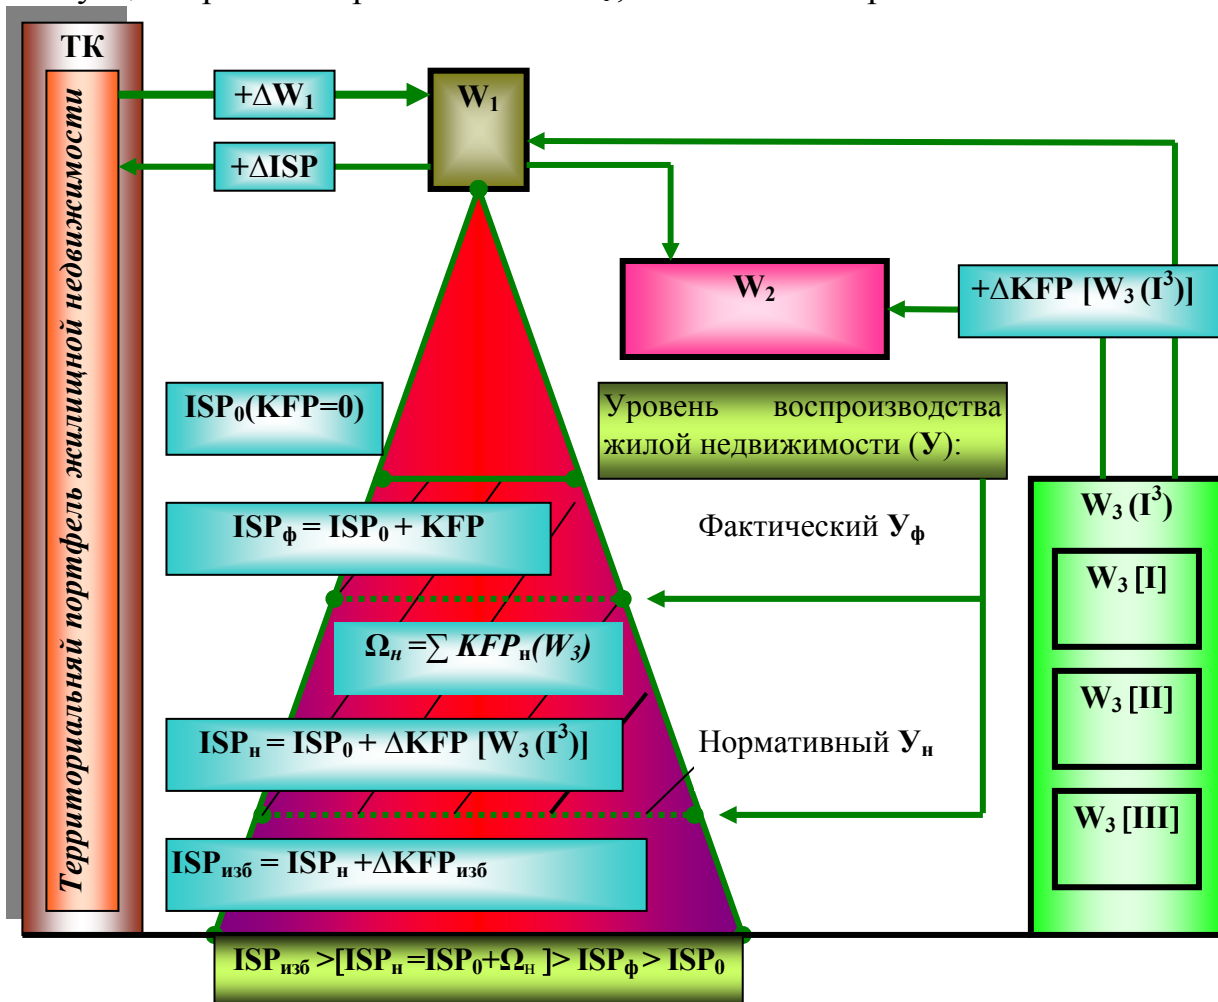 ТК
Территориальняй портфель жилищной недвижимости
+ΔW₁
W₁
+ΔISP
W₂
+ΔKFP [W₃ (I³)]
ISP₀(KFP=0)
Уровень воспроизводства
жилой недвижимости (У):
ISPф = ISP₀ + KFP
Фактический Уф
W₃ (I³)
W₃ [I]
Ωн =∑ KFPн(W₃)
W₃ [II]
ISPн = ISP₀ + ΔKFP [W₃ (I³)]
Нормативный Ун
W₃ [III]
ISPизб = ISPн +ΔKFPизб
ISPизб >[ISPн =ISP₀+Ωн ]> ISPф > ISP₀